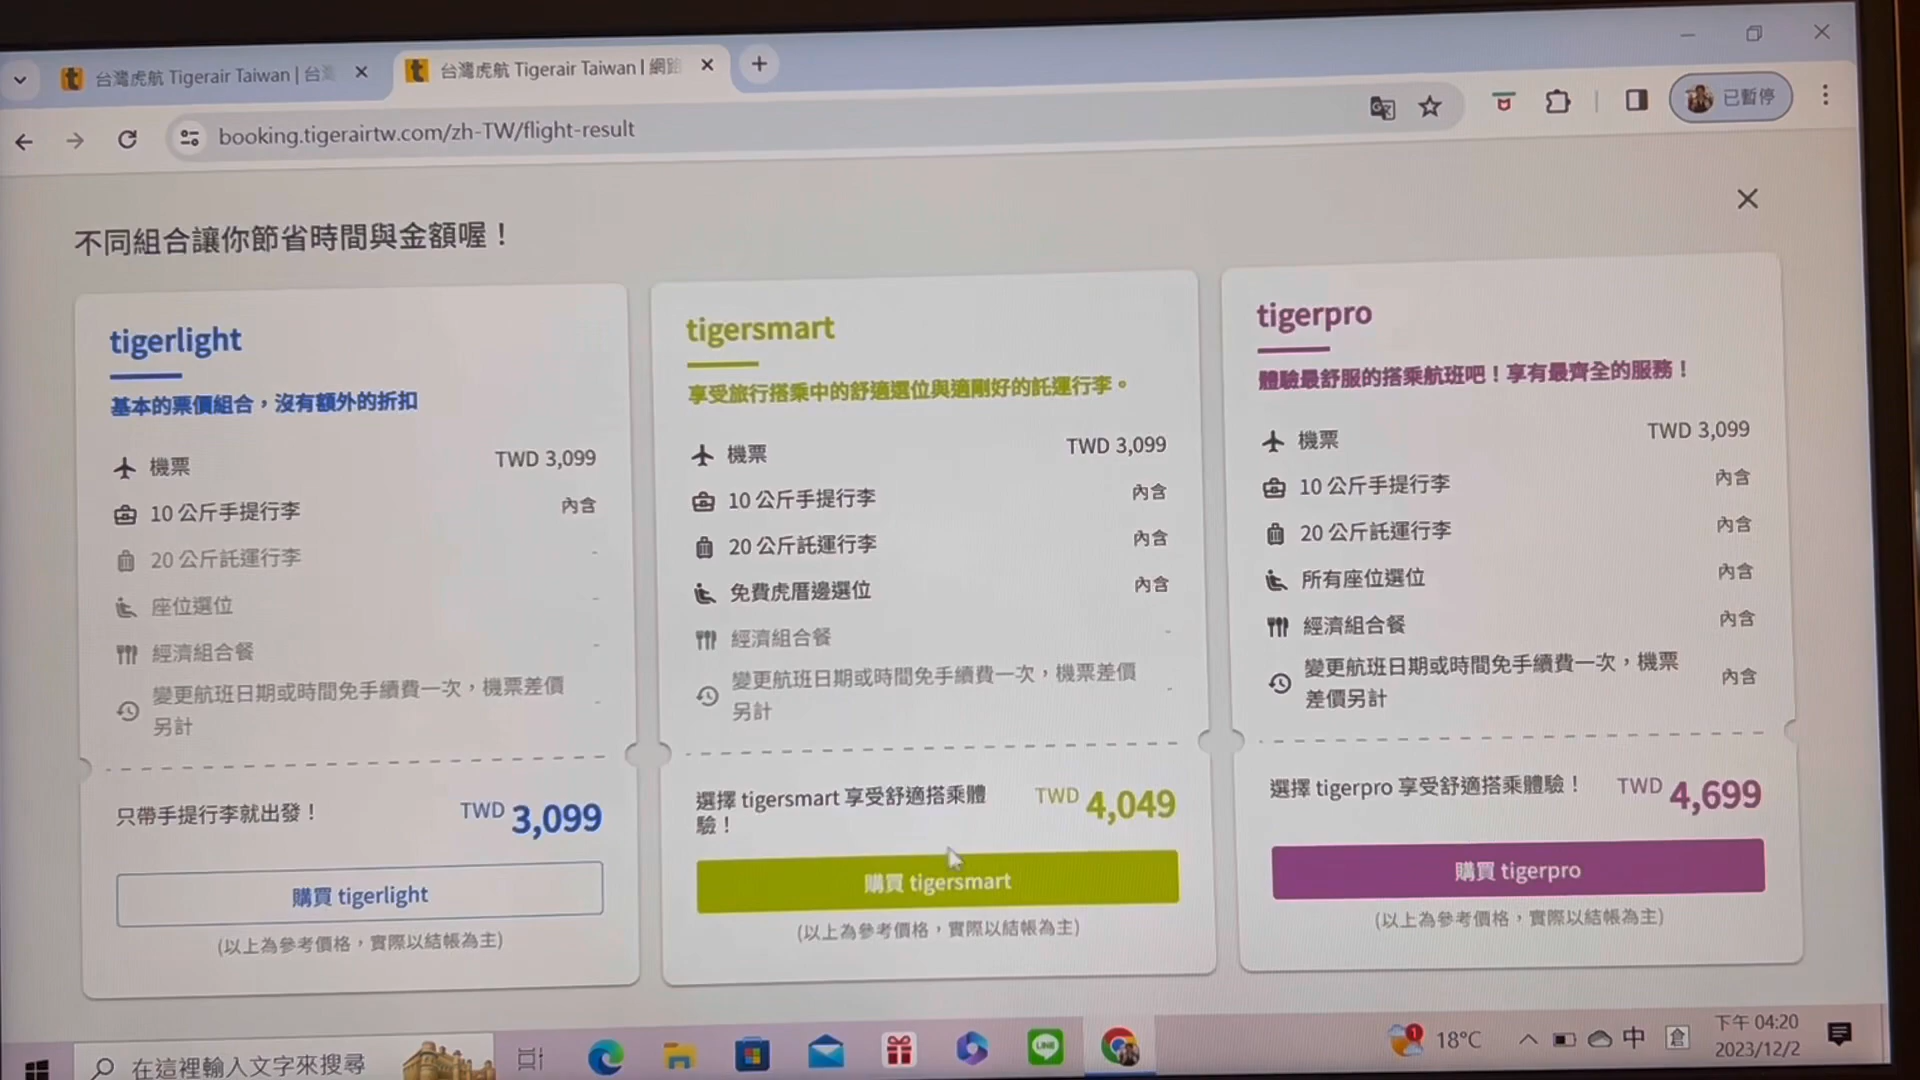 台灣虎航 Tigerair Taiwan | 台灣
台灣虎航 Tigerair Taiwan | 網路
booking.tigerairtw.com/zh-TW/flight-result
已暫停
不同組合讓你節省時間與金額喔！
tigerlight
基本的票價組合，沒有額外的折扣
機票 TWD 3,099
10 公斤手提行李 內含
20 公斤託運行李 -
座位選位 -
經濟組合餐 -
變更航班日期或時間免手續費一次，機票差價 -
另計
只帶手提行李就出發！ TWD 3,099
購買 tigerlight
(以上為參考價格，實際以結帳為主)
tigersmart
享受旅行搭乘中的舒適選位與適剛好的託運行李。
機票 TWD 3,099
10 公斤手提行李 內含
20 公斤託運行李 內含
免費虎厝邊選位 內含
經濟組合餐 -
變更航班日期或時間免手續費一次，機票差價 -
另計
選擇 tigersmart 享受舒適搭乘體 TWD 4,049
驗！
購買 tigersmart
(以上為參考價格，實際以結帳為主)
tigerpro
體驗最舒服的搭乘航班吧！享有最齊全的服務！
機票 TWD 3,099
10 公斤手提行李 內含
20 公斤託運行李 內含
所有座位選位 內含
經濟組合餐 內含
變更航班日期或時間免手續費一次，機票 內含
差價另計
選擇 tigerpro 享受舒適搭乘體驗！ TWD 4,699
購買 tigerpro
(以上為參考價格，實際以結帳為主)
在這裡輸入文字來搜尋
LINE
1
18°C
中
倉
下午 04:20
2023/12/2